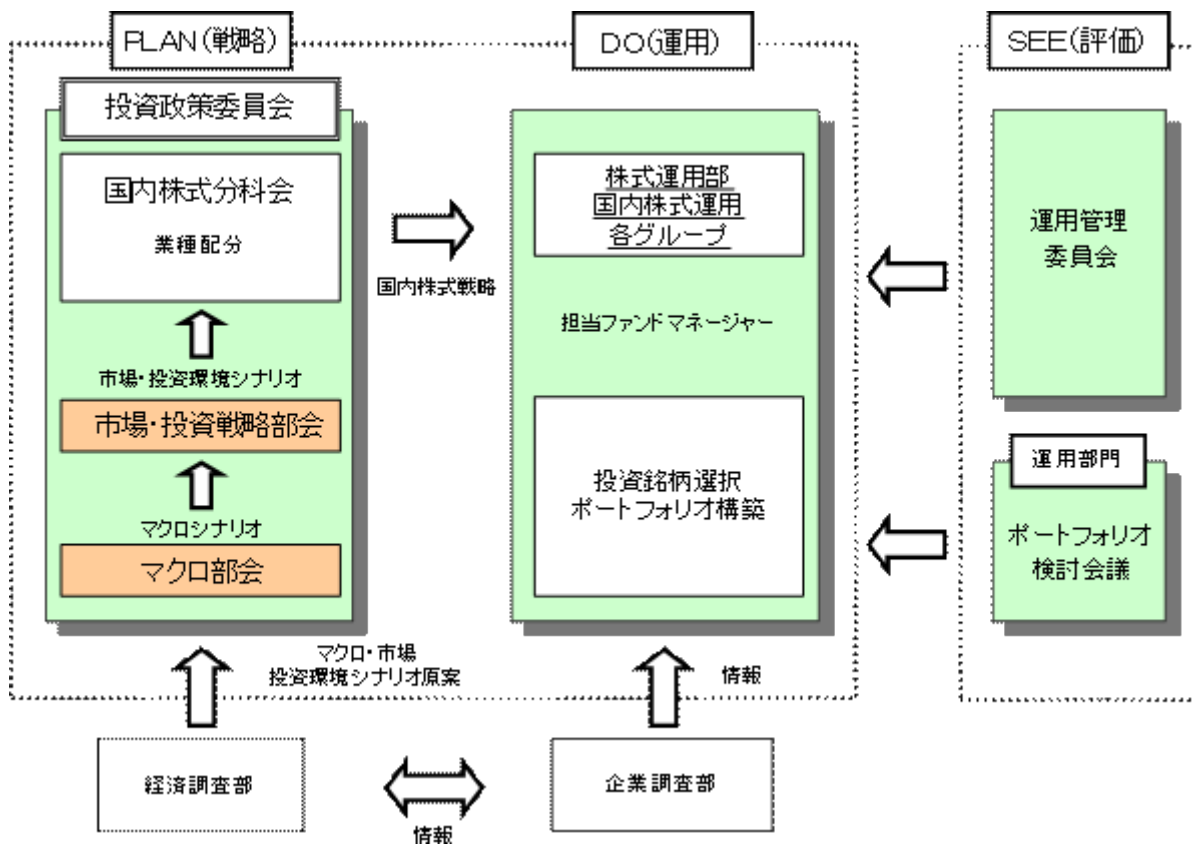 PLAN(戦略)
投資政策委員会
国内株式分科会
業種配分
市場・投資環境シナリオ
市場・投資戦略部会
マクロシナリオ
マクロ部会
国内株式戦略
DO(運用)
株式運用部
国内株式運用
各グループ
担当ファンドマネージャー
投資銘柄選択
ポートフォリオ構築
SEE(評価)
運用管理
委員会
運用部門
ポートフォリオ
検討会議
マクロ・市場
投資環境シナリオ原案
情報
経済調査部
情報
企業調査部